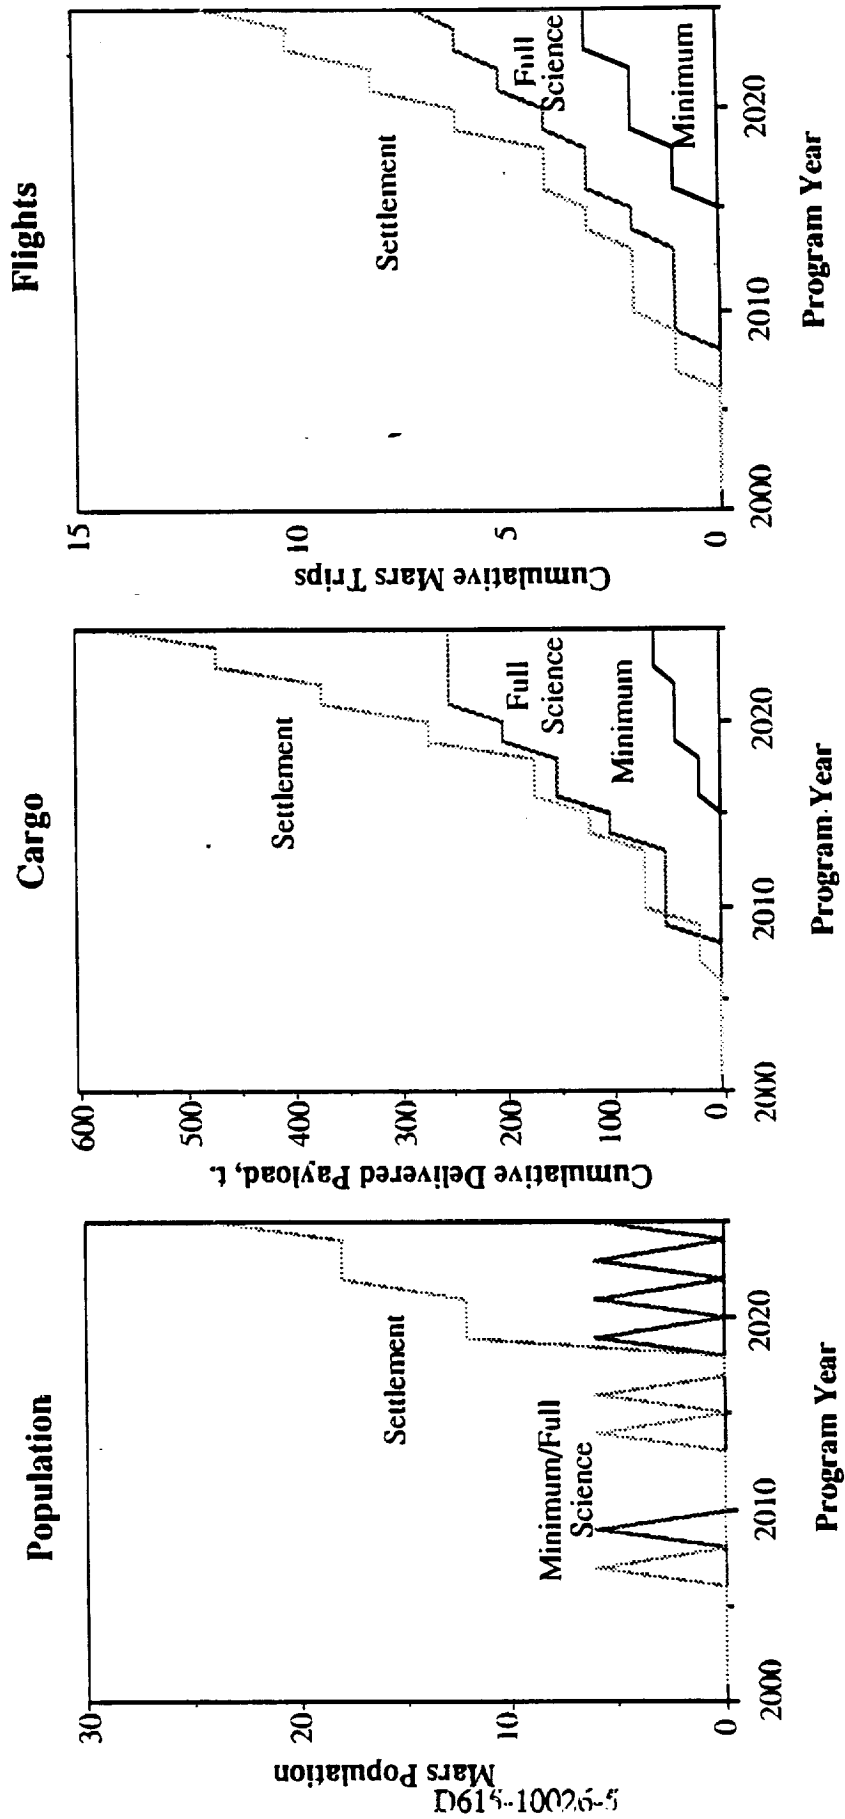 Population
Mars Population
30
20
10
0
2000
2010
2020
Program Year
Settlement
Minimum/Full
Science
Cargo
Cumulative Delivered Payload, t.
600
500
400
300
200
100
0
2000
2010
2020
Program Year
Settlement
Full
Science
Minimum
Flights
Cumulative Mars Trips
15
10
5
0
2000
2010
2020
Program Year
Settlement
Full
Science
Minimum
D615-10026-5